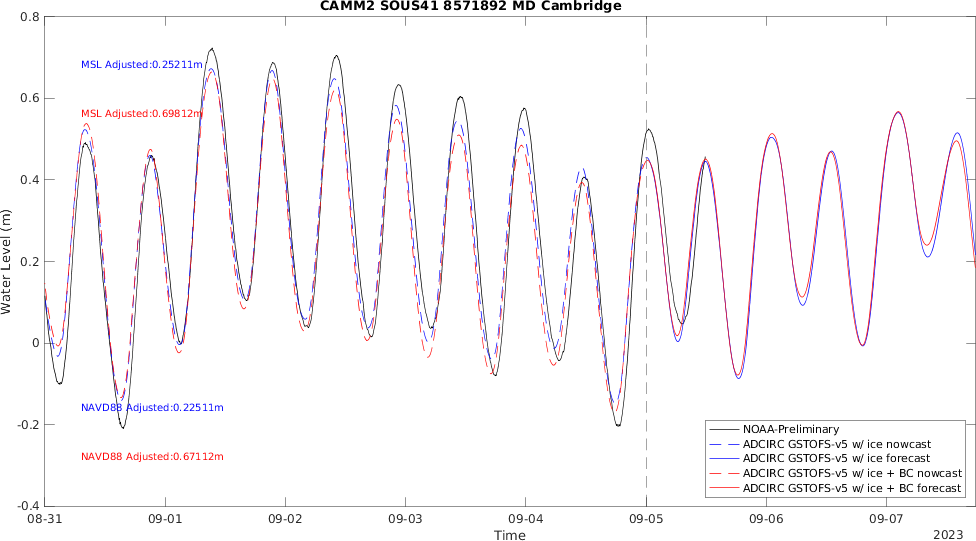 CAMM2 SOUS41 8571892 MD Cambridge
0.8
0.6
0.4
0.2
0
-0.2
-0.4
Water Level (m)
MSL Adjusted:0.25211m
MSL Adjusted:0.69812m
NAVD88 Adjusted:0.22511m
NAVD88 Adjusted:0.67112m
NOAA-Preliminary
ADCIRC GSTOFS-v5 w/ ice nowcast
ADCIRC GSTOFS-v5 w/ ice forecast
ADCIRC GSTOFS-v5 w/ ice + BC nowcast
ADCIRC GSTOFS-v5 w/ ice + BC forecast
08-31 09-01 09-02 09-03 09-04 09-05 09-06 09-07
Time
2023